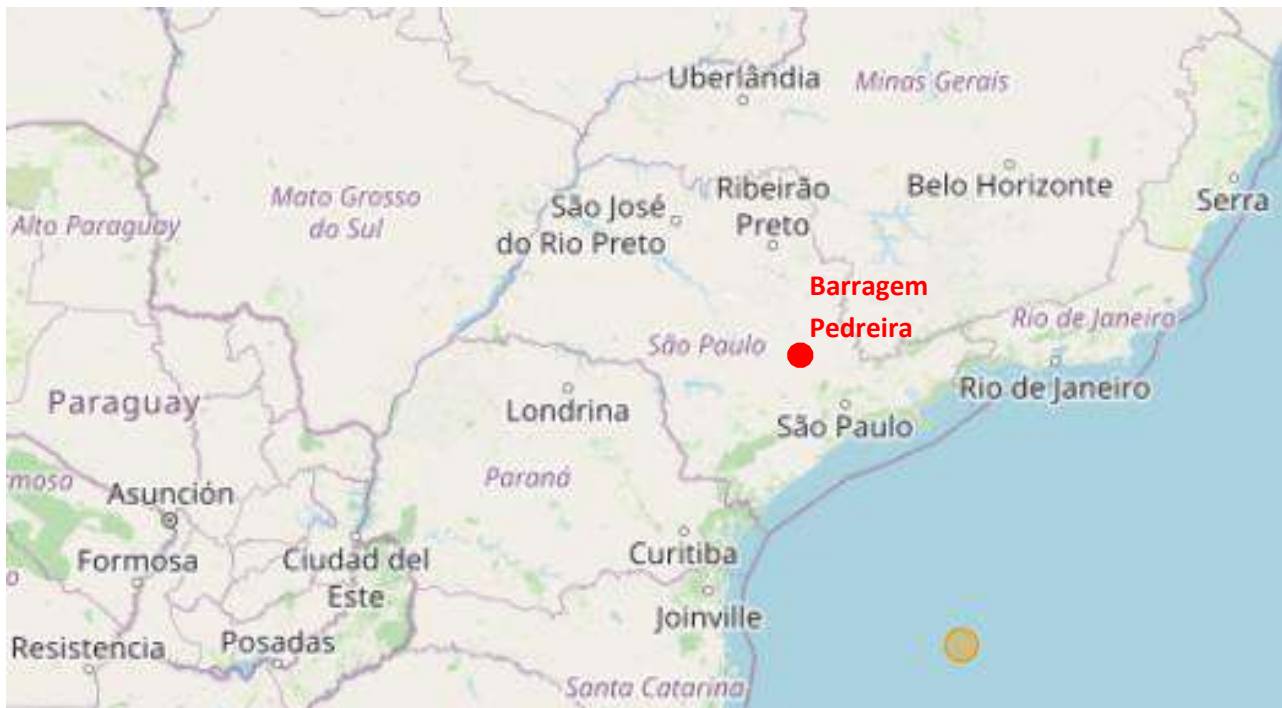 Uberlândia
Minas Gerais
Mato Grosso
do Sul
Alto Paraguay
São José
do Rio Preto
Ribeirão
Preto
Belo Horizonte
Serra
Barragem
Pedreira
Rio de Janeiro
São Paulo
Rio de Janeiro
Paraguay
Londrina
São Paulo
Paraná
rmosa
Asunción
Formosa
Ciudad del
Este
Curitiba
Joinville
o
Resistencia
Posadas
Santa Catarina